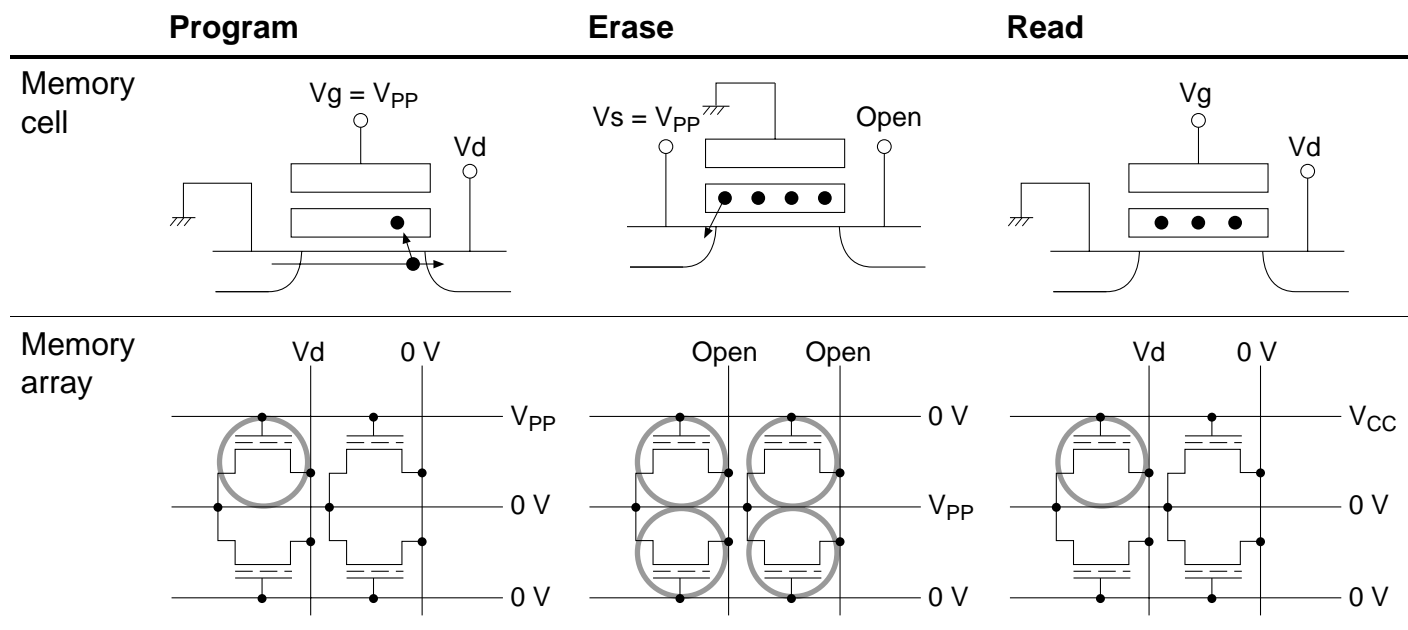 Program Erase Read
Memory
cell
Vg = VPP
Vd
Vs = VPP
Open
Vg
Vd
Memory
array
Vd 0 V
VPP
0 V
0 V
Open Open
0 V
VPP
0 V
Vd 0 V
VCC
0 V
0 V